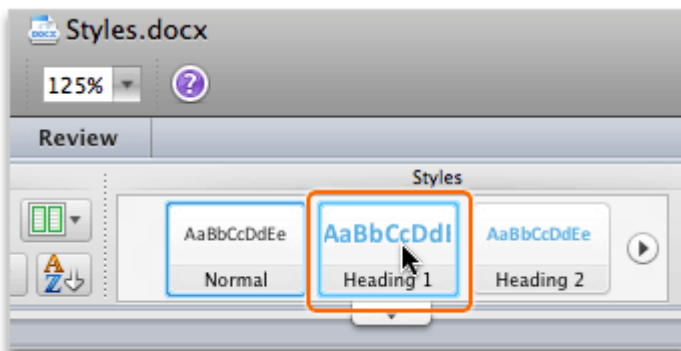 Styles.docx
125% ?
Review
Styles
AaBbCcDdEe AaBbCcDdI AaBbCcDdEe
Normal Heading 1 Heading 2
A
Z